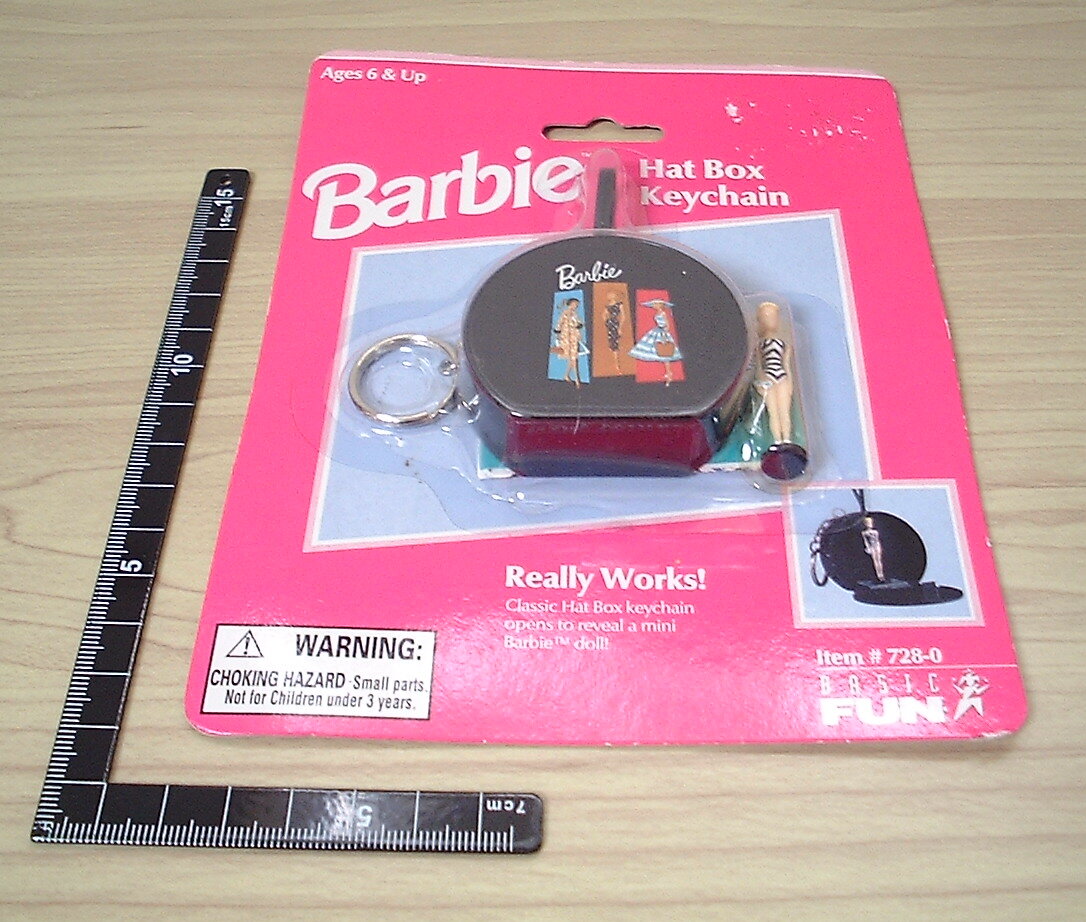 Ages 6 & Up
Barbie™
Hat Box
Keychain
Barbie
Really Works!
Classic Hat Box keychain
opens to reveal a mini
Barbie™ doll!
WARNING:
CHOKING HAZARD-Small parts.
Not for Children under 3 years.
Item # 728-0
BASIC
FUN
15
15cm
10
5
5
7cm